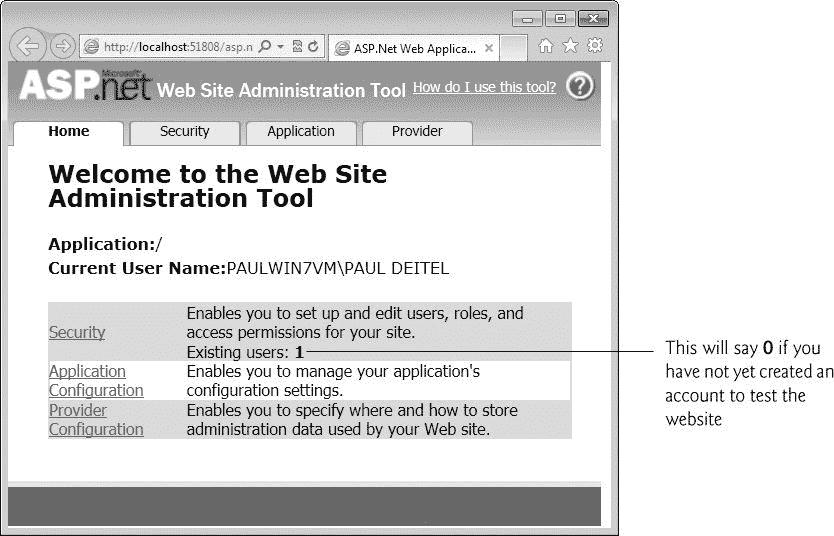 http://localhost:51808/asp.n
ASP.Net Web Applica...
Microsoft
ASP.net Web Site Administration Tool How do I use this tool? ?
Home Security Application Provider
Welcome to the Web Site
Administration Tool
Application:/
Current User Name:PAULWIN7VM\PAUL DEITEL
Security
Enables you to set up and edit users, roles, and
access permissions for your site.
Existing users: 1
Application
Configuration
Enables you to manage your application's
configuration settings.
Provider
Configuration
Enables you to specify where and how to store
administration data used by your Web site.
This will say 0 if you
have not yet created an
account to test the
website